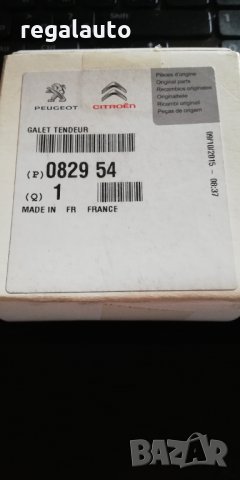 regalauto
PEUGEOT
CITROËN
Pièces d'origine
Original parts
Recambios originales
Originalteile
Ricambi originali
Peças de origem
GALET TENDEUR
(P) 0829 54
(Q) 1
MADE IN FR FRANCE
09/10/2015 - 08:37
BAZAR
.bg